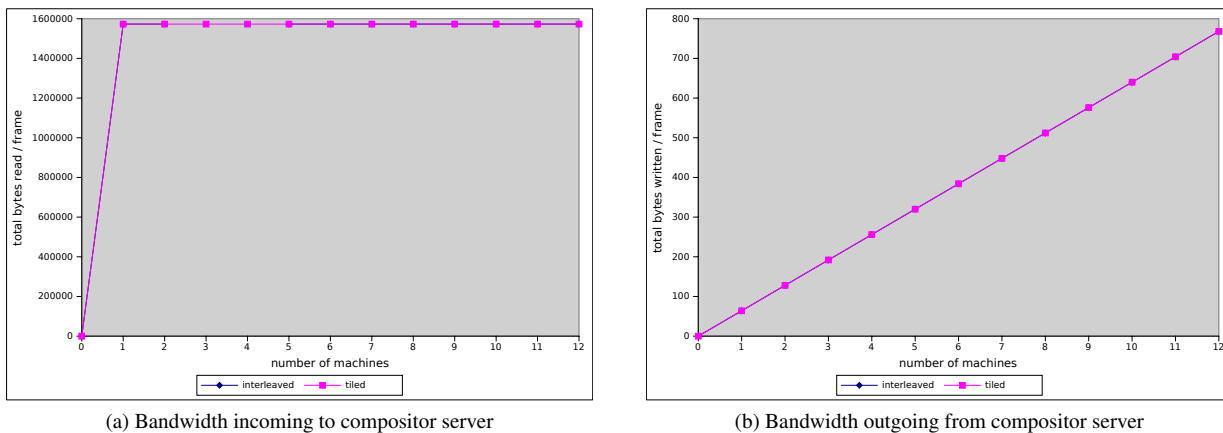 total bytes read / frame
1600000
1400000
1200000
1000000
800000
600000
400000
200000
0
0 1 2 3 4 5 6 7 8 9 10 11 12
number of machines
interleaved tiled
(a) Bandwidth incoming to compositor server
total bytes written / frame
800
700
600
500
400
300
200
100
0
0 1 2 3 4 5 6 7 8 9 10 11 12
number of machines
interleaved tiled
(b) Bandwidth outgoing from compositor server